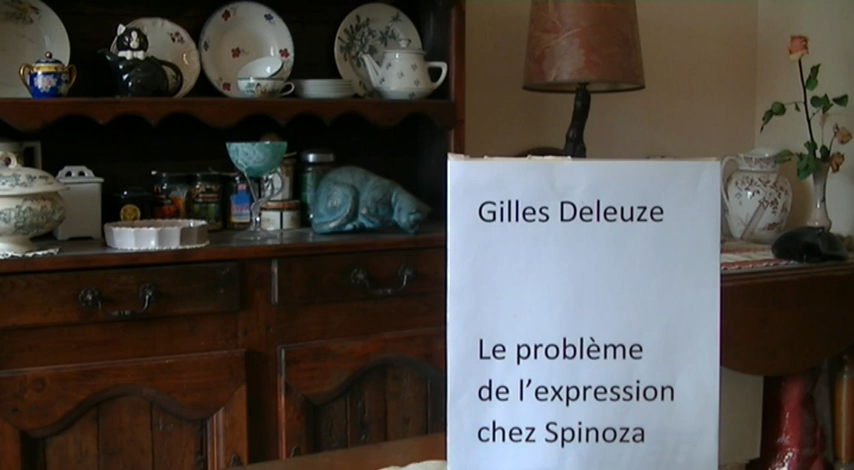 Gilles Deleuze
Le problème
de l’expression
chez Spinoza